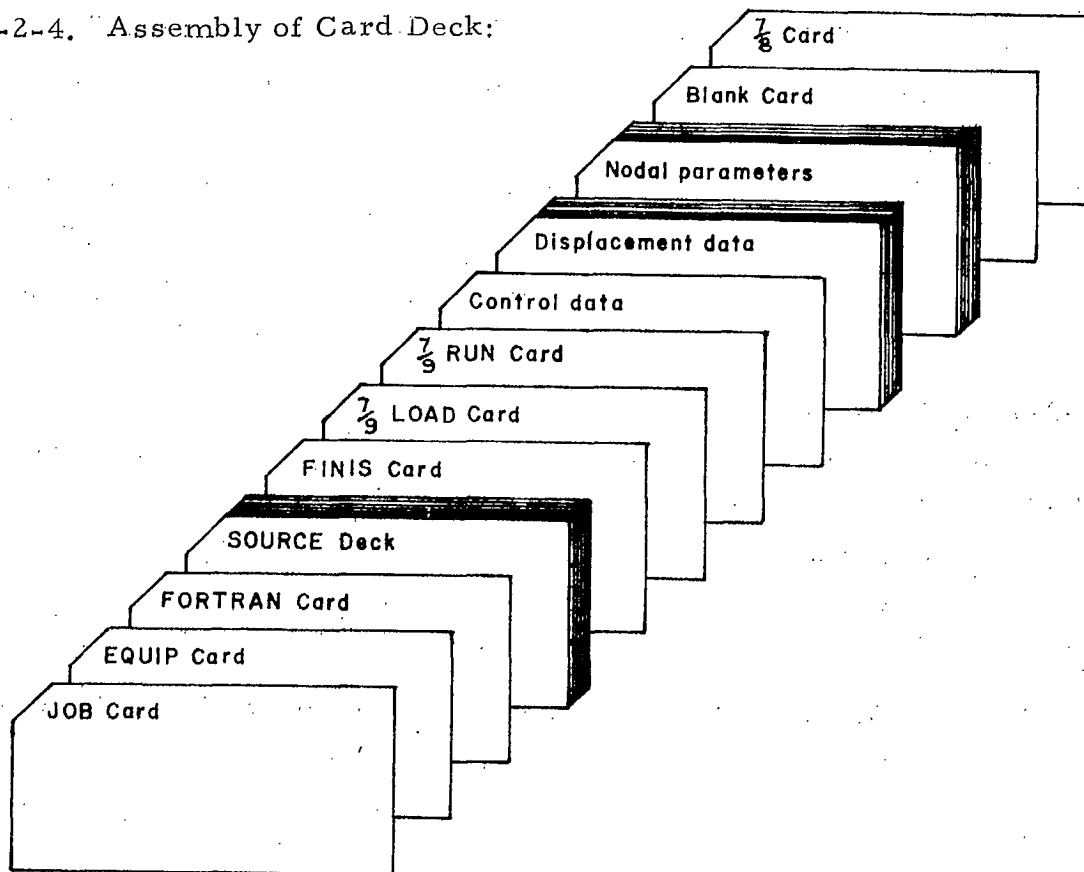 -2-4. Assembly of Card Deck:
7/8 Card
Blank Card
Nodal parameters
Displacement data
Control data
7/9 RUN Card
7/9 LOAD Card
FINIS Card
SOURCE Deck
FORTRAN Card
EQUIP Card
JOB Card